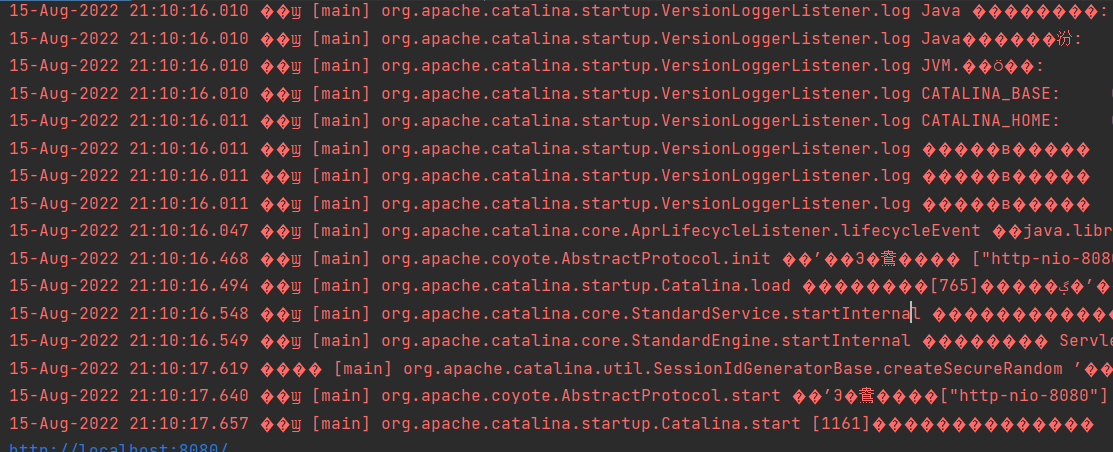 15-Aug-2022 21:10:16.010 ��Ϣ [main] org.apache.catalina.startup.VersionLoggerListener.log Java ��������:
15-Aug-2022 21:10:16.010 ��Ϣ [main] org.apache.catalina.startup.VersionLoggerListener.log Java������汾:
15-Aug-2022 21:10:16.010 ��Ϣ [main] org.apache.catalina.startup.VersionLoggerListener.log JVM.��ӧ��:
15-Aug-2022 21:10:16.010 ��Ϣ [main] org.apache.catalina.startup.VersionLoggerListener.log CATALINA_BASE:
15-Aug-2022 21:10:16.011 ��Ϣ [main] org.apache.catalina.startup.VersionLoggerListener.log CATALINA_HOME:
15-Aug-2022 21:10:16.011 ��Ϣ [main] org.apache.catalina.startup.VersionLoggerListener.log �����в�����
15-Aug-2022 21:10:16.011 ��Ϣ [main] org.apache.catalina.startup.VersionLoggerListener.log �����в�����
15-Aug-2022 21:10:16.011 ��Ϣ [main] org.apache.catalina.startup.VersionLoggerListener.log �����в�����
15-Aug-2022 21:10:16.047 ��Ϣ [main] org.apache.catalina.core.AprLifecycleListener.lifecycleEvent ��java.libr
15-Aug-2022 21:10:16.468 ��Ϣ [main] org.apache.coyote.AbstractProtocol.init ��ʼ��Э�鴦���� ["http-nio-808
15-Aug-2022 21:10:16.494 ��Ϣ [main] org.apache.catalina.startup.Catalina.load ��������[765]�����ڳ�ʼ�
15-Aug-2022 21:10:16.548 ��Ϣ [main] org.apache.catalina.core.StandardService.startInternal ��������������
15-Aug-2022 21:10:16.549 ��Ϣ [main] org.apache.catalina.core.StandardEngine.startInternal �������� Servle
15-Aug-2022 21:10:17.619 ���� [main] org.apache.catalina.util.SessionIdGeneratorBase.createSecureRandom ʹ��
15-Aug-2022 21:10:17.640 ��Ϣ [main] org.apache.coyote.AbstractProtocol.start ��ʼЭ�鴦����["http-nio-8080"]
15-Aug-2022 21:10:17.657 ��Ϣ [main] org.apache.catalina.startup.Catalina.start [1161]����������������
http://localhost:8080/